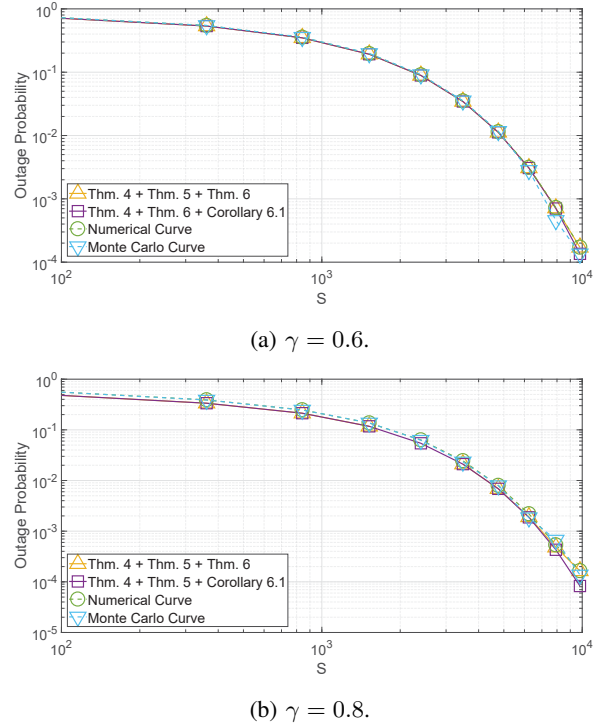 10^0
10^-1
10^-2
10^-3
10^-4
Outage Probability
Thm. 4 + Thm. 5 + Thm. 6
Thm. 4 + Thm. 6 + Corollary 6.1
Numerical Curve
Monte Carlo Curve
10^2
10^3
10^4
S
(a) γ = 0.6.
10^0
10^-1
10^-2
10^-3
10^-4
10^-5
Outage Probability
Thm. 4 + Thm. 5 + Thm. 6
Thm. 4 + Thm. 5 + Corollary 6.1
Numerical Curve
Monte Carlo Curve
10^2
10^3
10^4
S
(b) γ = 0.8.